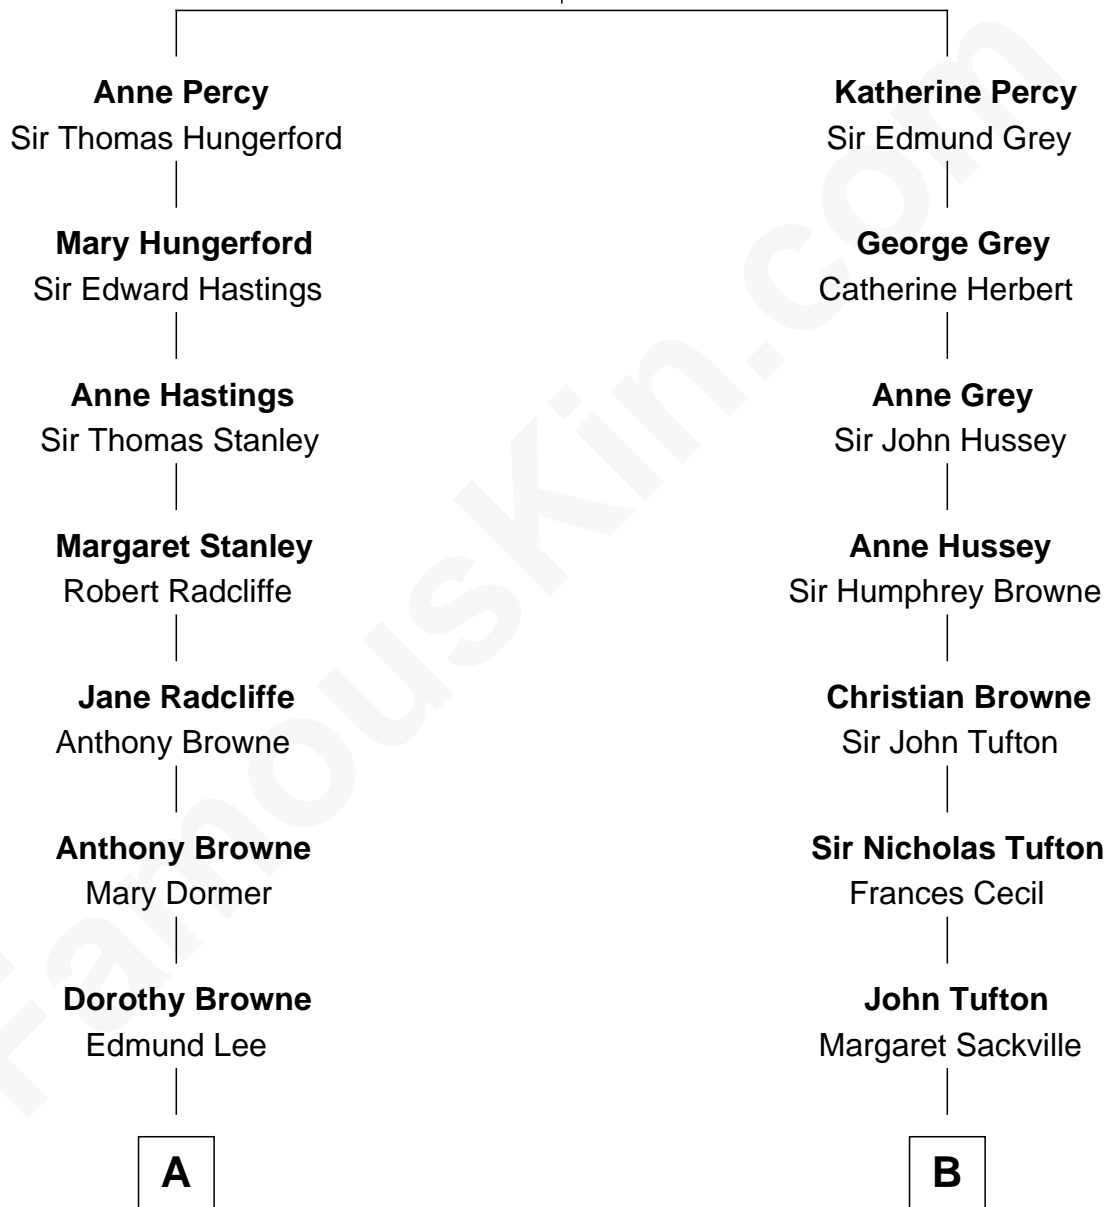 Anne Percy
Sir Thomas Hungerford
Katherine Percy
Sir Edmund Grey
Mary Hungerford
Sir Edward Hastings
George Grey
Catherine Herbert
Anne Hastings
Sir Thomas Stanley
Anne Grey
Sir John Hussey
Margaret Stanley
Robert Radcliffe
Anne Hussey
Sir Humphrey Browne
Jane Radcliffe
Anthony Browne
Christian Browne
Sir John Tufton
Anthony Browne
Mary Dormer
Sir Nicholas Tufton
Frances Cecil
Dorothy Browne
Edmund Lee
John Tufton
Margaret Sackville
A
B
FamousKin.com